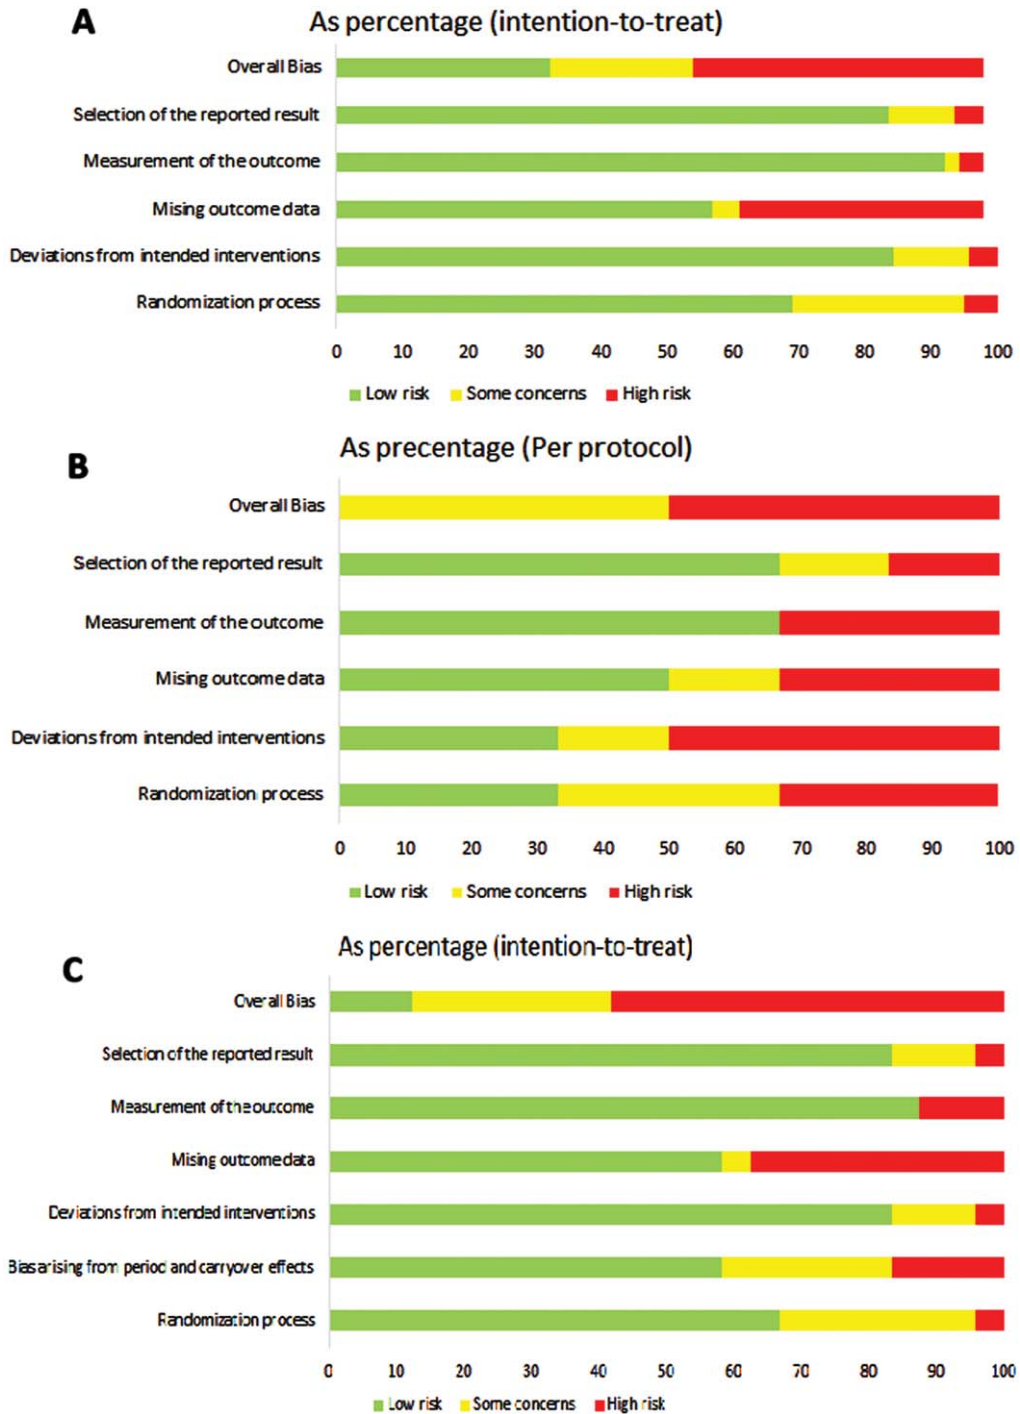 A
As percentage (intention-to-treat)
Overall Bias
Selection of the reported result
Measurement of the outcome
Mising outcome data
Deviations from intended interventions
Randomization process
0 10 20 30 40 50 60 70 80 90 100
Low risk Some concerns High risk
B
As precentage (Per protocol)
Overall Bias
Selection of the reported result
Measurement of the outcome
Mising outcome data
Deviations from intended interventions
Randomization process
0 10 20 30 40 50 60 70 80 90 100
Low risk Some concerns High risk
C
As percentage (intention-to-treat)
Overall Bias
Selection of the reported result
Measurement of the outcome
Mising outcome data
Deviations from intended interventions
Bias arising from period and carryover effects
Randomization process
0 10 20 30 40 50 60 70 80 90 100
Low risk Some concerns High risk